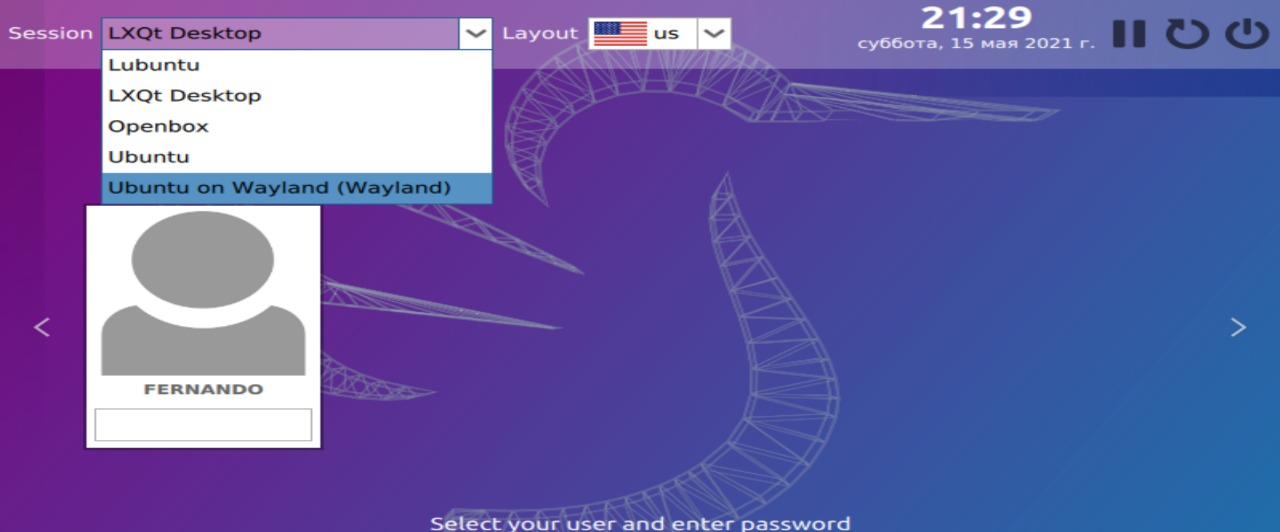 Session LXQt Desktop Layout us
21:29
суббота, 15 мая 2021 г.
Lubuntu
LXQt Desktop
Openbox
Ubuntu
Ubuntu on Wayland (Wayland)
FERNANDO
Select your user and enter password